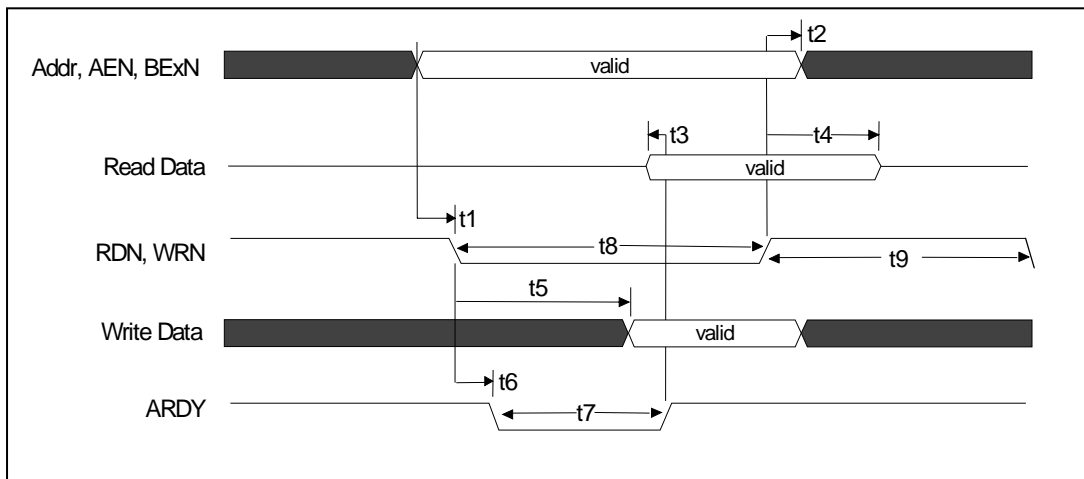 t2
Addr, AEN, BExN valid
t3 t4
Read Data valid
t1
RDN, WRN t8 t9
t5
Write Data valid
t6
ARDY t7